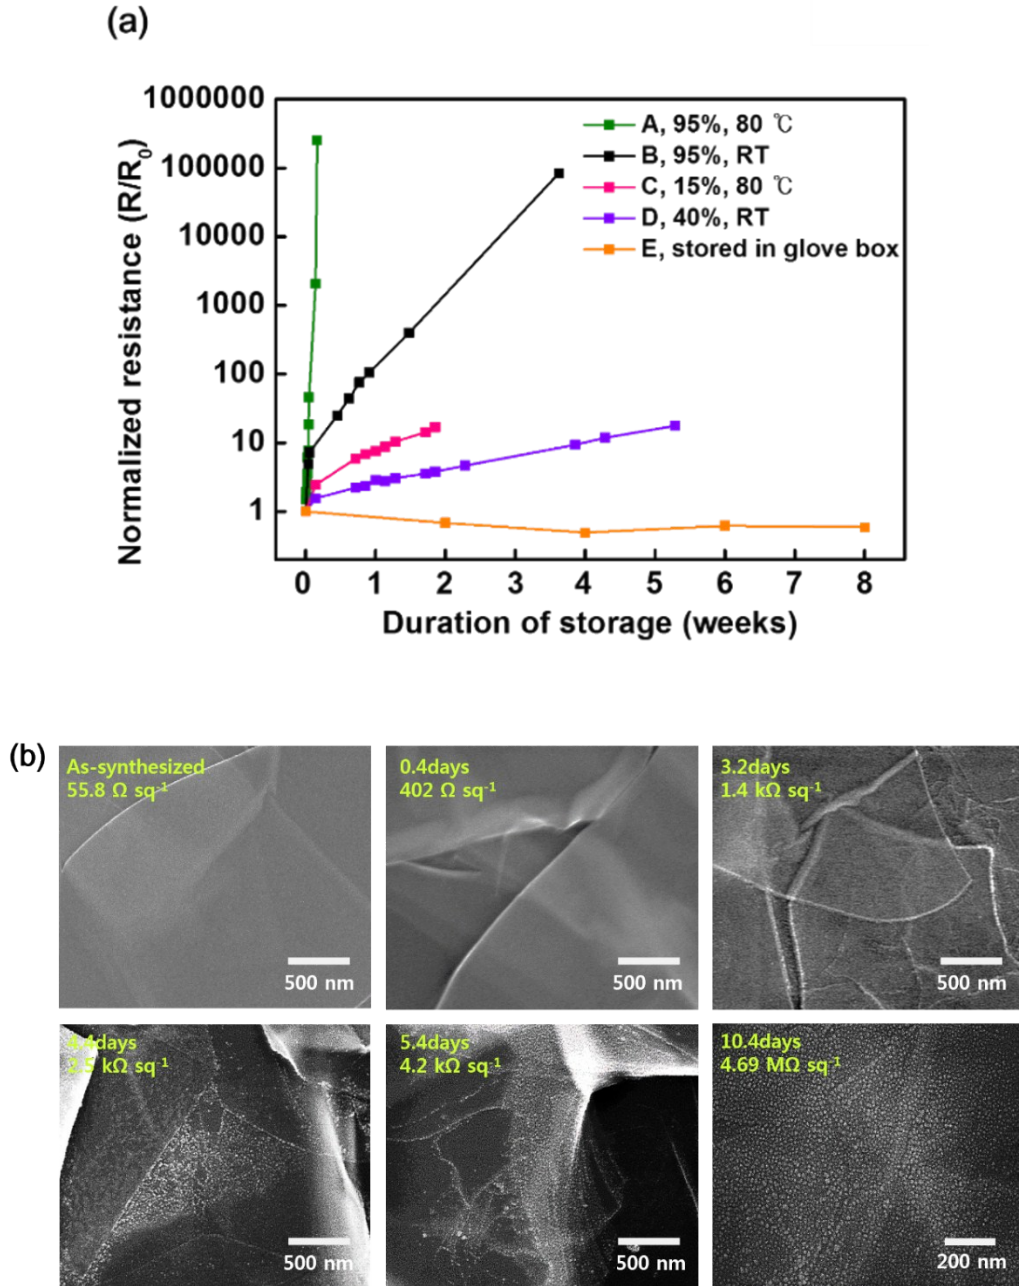 (a)
1000000
100000
10000
1000
100
10
1
Normalized resistance (R/R₀)
A, 95%, 80 ℃
B, 95%, RT
C, 15%, 80 ℃
D, 40%, RT
E, stored in glove box
0 1 2 3 4 5 6 7 8
Duration of storage (weeks)
(b)
As-synthesized
55.8 Ω sq⁻¹
500 nm
0.4days
402 Ω sq⁻¹
500 nm
3.2days
1.4 kΩ sq⁻¹
500 nm
4.4days
2.5 kΩ sq⁻¹
500 nm
5.4days
4.2 kΩ sq⁻¹
500 nm
10.4days
4.69 MΩ sq⁻¹
200 nm